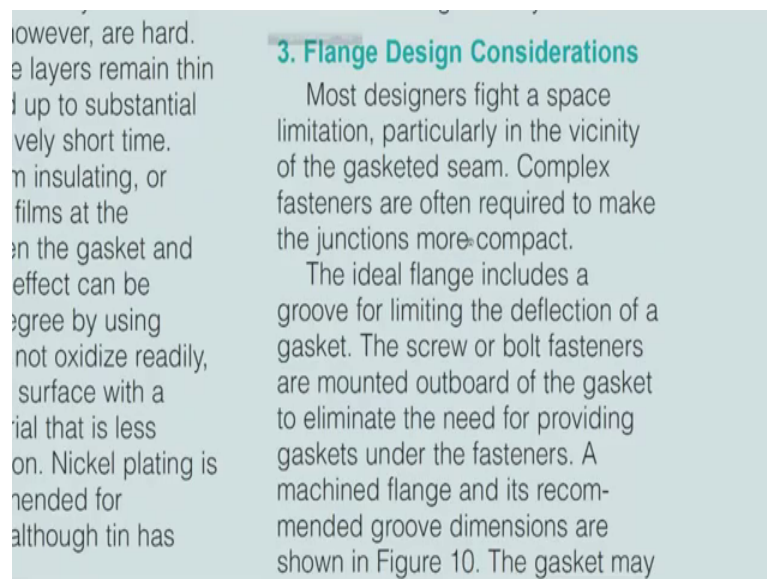 however, are hard.
e layers remain thin
d up to substantial
vely short time.
m insulating, or
films at the
en the gasket and
effect can be
egree by using
not oxidize readily,
surface with a
ial that is less
on. Nickel plating is
mended for
although tin has
3. Flange Design Considerations
Most designers fight a space
limitation, particularly in the vicinity
of the gasketed seam. Complex
fasteners are often required to make
the junctions more compact.
The ideal flange includes a
groove for limiting the deflection of a
gasket. The screw or bolt fasteners
are mounted outboard of the gasket
to eliminate the need for providing
gaskets under the fasteners. A
machined flange and its recom-
mended groove dimensions are
shown in Figure 10. The gasket may